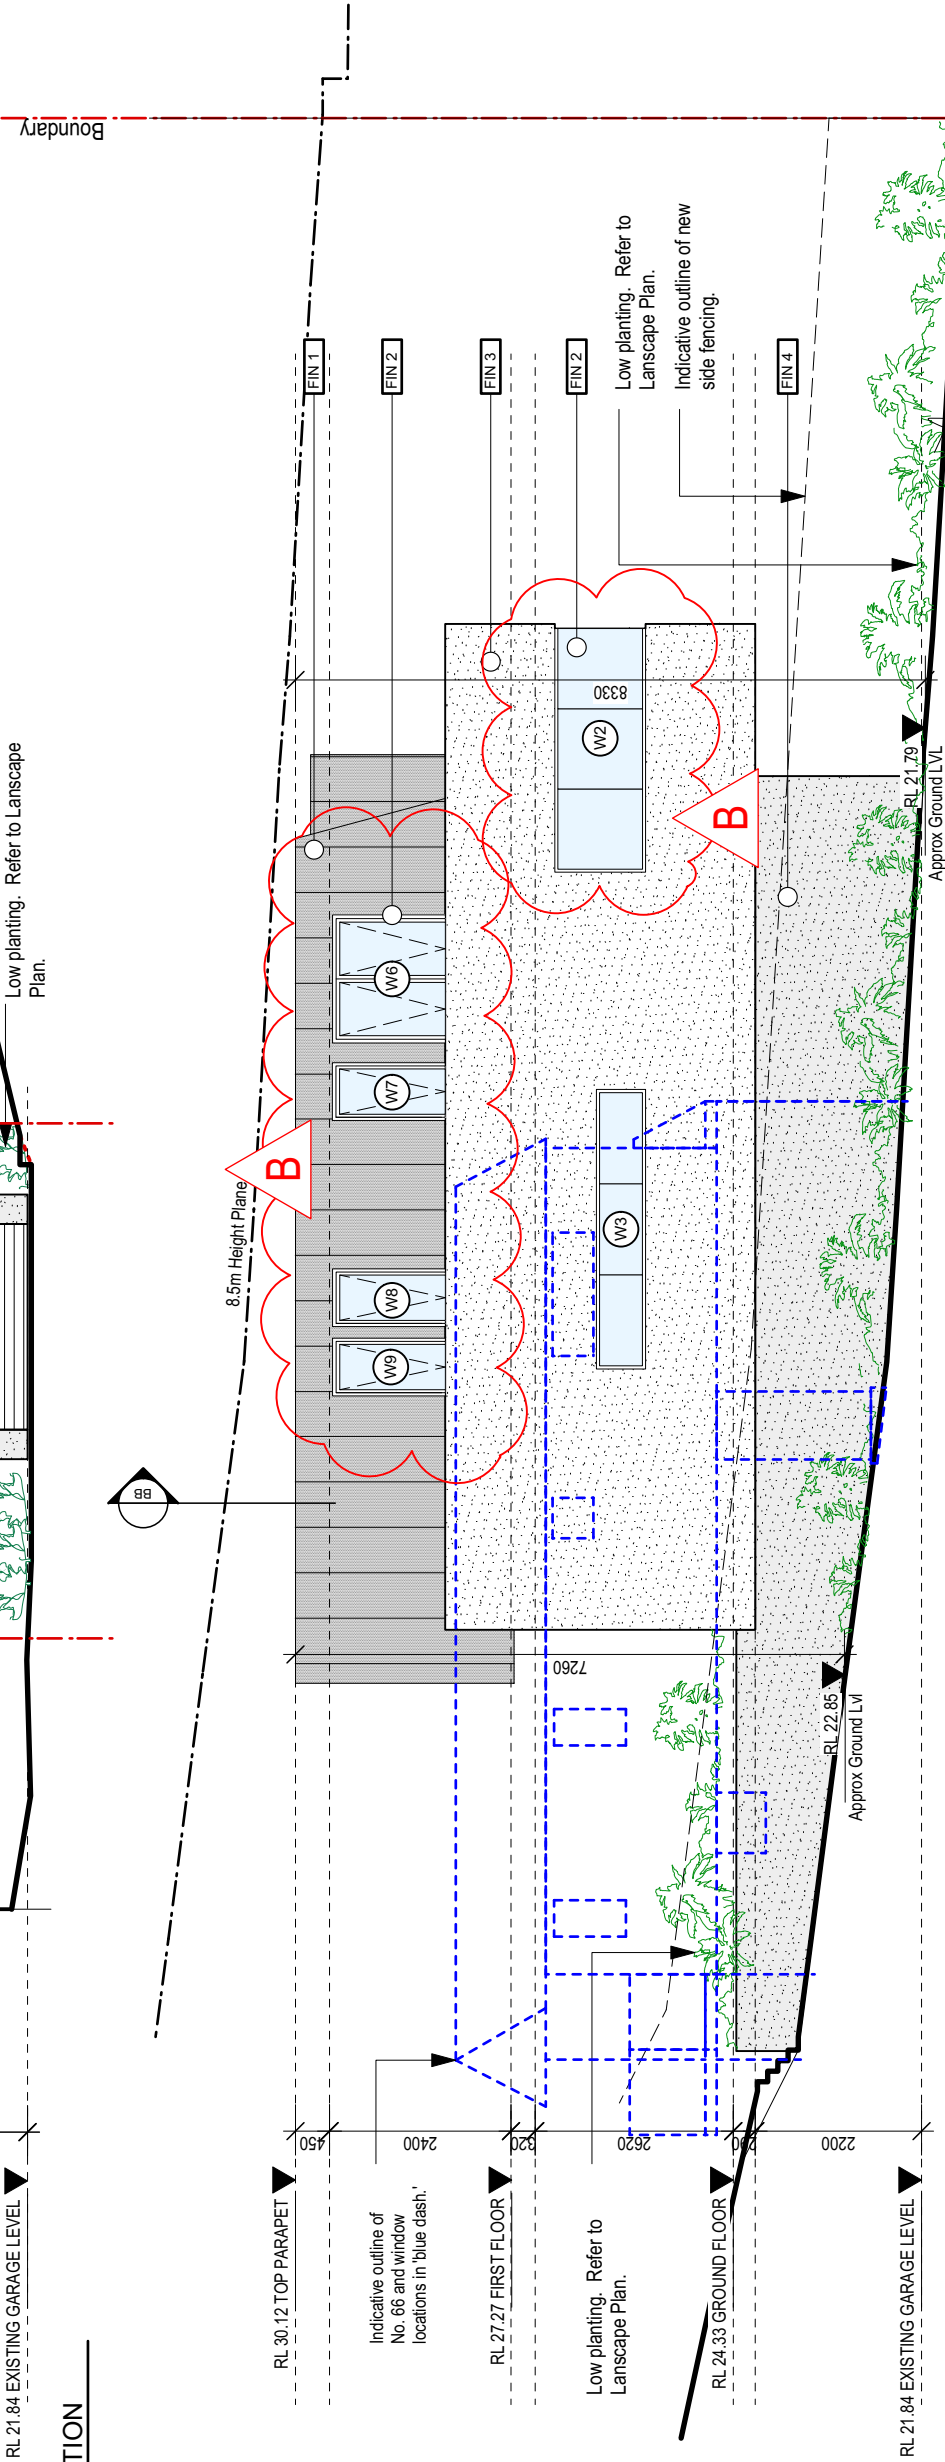 Boundary
RL 21.84 EXISTING GARAGE LEVEL
TION
Low planting. Refer to Lanscape
Plan.
8.5m Height Plane
BB
B
B
FIN 1
FIN 2
FIN 3
FIN 2
FIN 4
Low planting. Refer to
Lanscape Plan.
Indicative outline of new
side fencing.
W9
W8
W7
W6
W3
W2
8330
7260
RL 21.79
Approx Ground LVL
RL 22.85
Approx Ground Lvl
450
2400
320
2620
290
2200
RL 30.12 TOP PARAPET
Indicative outline of
No. 66 and window
locations in 'blue dash.'
RL 27.27 FIRST FLOOR
Low planting. Refer to
Lanscape Plan.
RL 24.33 GROUND FLOOR
RL 21.84 EXISTING GARAGE LEVEL